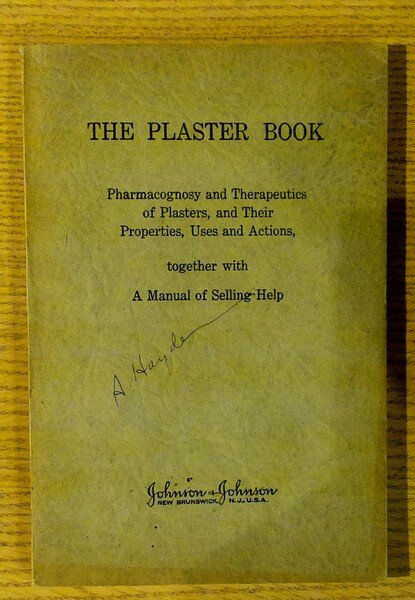 THE PLASTER BOOK
Pharmacognosy and Therapeutics
of Plasters, and Their
Properties, Uses and Actions,
together with
A Manual of Selling Help
A. Hayden
Johnson & Johnson
NEW BRUNSWICK, N.J., U.S.A.